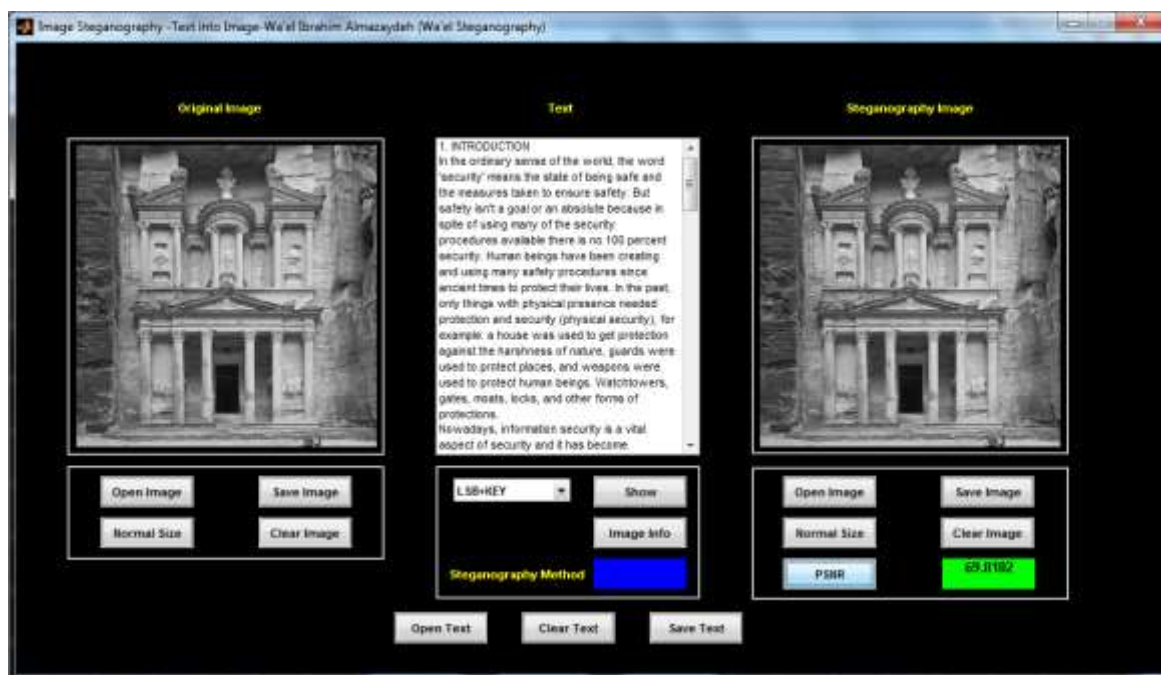 Image Steganography -Text into Image-Wa'el Ibrahim Almazaydeh (Wa'el Steganography)
Original Image
Text
Steganography Image
1. INTRODUCTION
In the ordinary sense of the world, the word
'security' means the state of being safe and
the measures taken to ensure safety. But
safety isn't a goal or an absolute because in
spite of using many of the security
procedures available there is no 100 percent
security. Human beings have been creating
and using many safety procedures since
ancient times to protect their lives. In the past,
only things with physical presence needed
protection and security (physical security), for
example: a house was used to get protection
against the harshness of nature, guards were
used to protect places, and weapons were
used to protect human beings. Watchtowers,
gates, moats, locks, and other forms of
protections.
Nowadays, information security is a vital
aspect of security and it has become
Open Image
Save Image
Normal Size
Clear Image
LSB+KEY
Show
Image Info
Steganography Method
Open Image
Save Image
Normal Size
Clear Image
PSNR
69.0102
Open Text
Clear Text
Save Text